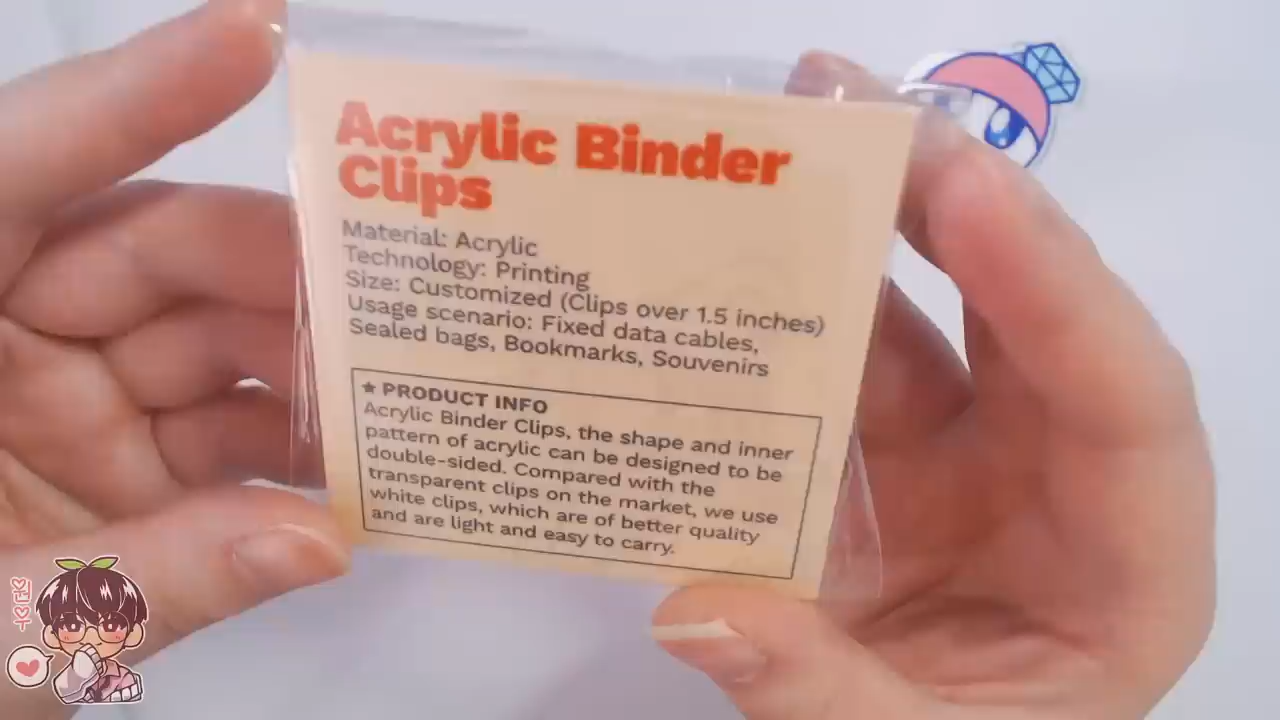 Acrylic Binder
Clips
Material: Acrylic
Technology: Printing
Size: Customized (Clips over 1.5 inches)
Usage scenario: Fixed data cables,
Sealed bags, Bookmarks, Souvenirs
★ PRODUCT INFO
Acrylic Binder Clips, the shape and inner
pattern of acrylic can be designed to be
double-sided. Compared with the
transparent clips on the market, we use
white clips, which are of better quality
and are light and easy to carry.
원우